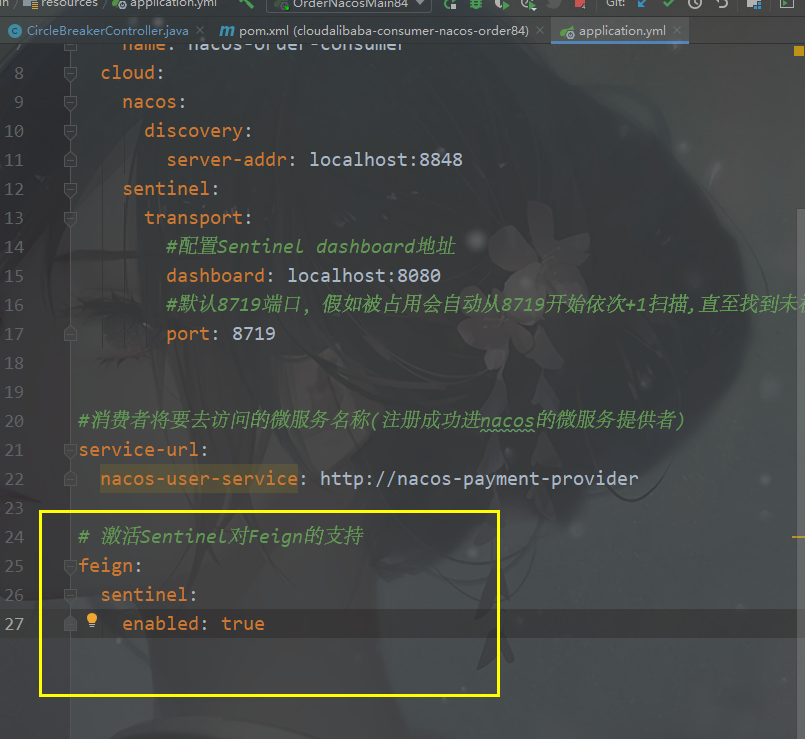 resources
application.yml
OrderNacosMain84
Git:
CircleBreakerController.java
pom.xml (cloudalibaba-consumer-nacos-order84)
application.yml
name: nacos-order-consumer
8 cloud:
9 nacos:
10 discovery:
11 server-addr: localhost:8848
12 sentinel:
13 transport:
14 #配置Sentinel dashboard地址
15 dashboard: localhost:8080
16 #默认8719端口，假如被占用会自动从8719开始依次+1扫描,直至找到未
17 port: 8719
18
19
20 #消费者将要去访问的微服务名称(注册成功进nacos的微服务提供者)
21 service-url:
22 nacos-user-service: http://nacos-payment-provider
23
24 # 激活Sentinel对Feign的支持
25 feign:
26 sentinel:
27 enabled: true